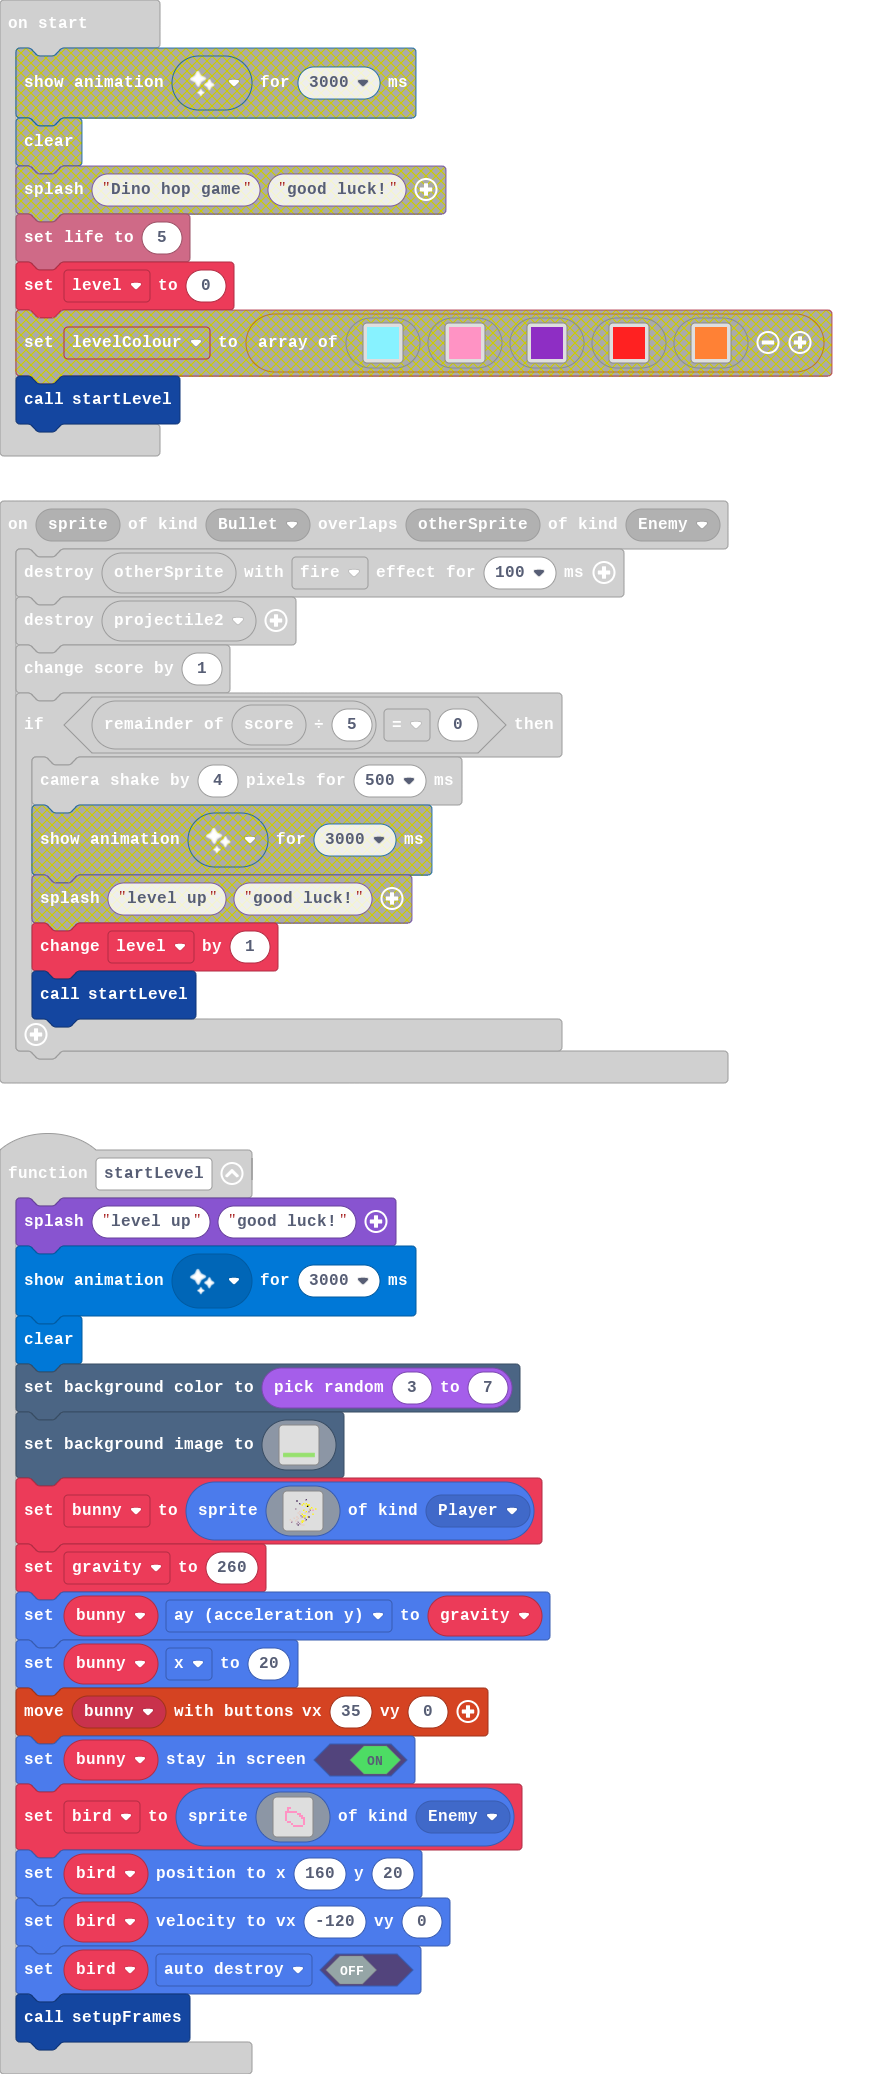 on start
show animation for 3000 ms
clear
splash "Dino hop game" "good luck!"
set life to 5
set level to 0
set levelColour to array of
call startLevel
on sprite of kind Bullet overlaps otherSprite of kind Enemy
destroy otherSprite with fire effect for 100 ms
destroy projectile2
change score by 1
if remainder of score ÷ 5 = 0 then
camera shake by 4 pixels for 500 ms
show animation for 3000 ms
splash "level up" "good luck!"
change level by 1
call startLevel
function startLevel
splash "level up" "good luck!"
show animation for 3000 ms
clear
set background color to pick random 3 to 7
set background image to
set bunny to sprite of kind Player
set gravity to 260
set bunny ay (acceleration y) to gravity
set bunny x to 20
move bunny with buttons vx 35 vy 0
set bunny stay in screen ON
set bird to sprite of kind Enemy
set bird position to x 160 y 20
set bird velocity to vx -120 vy 0
set bird auto destroy OFF
call setupFrames